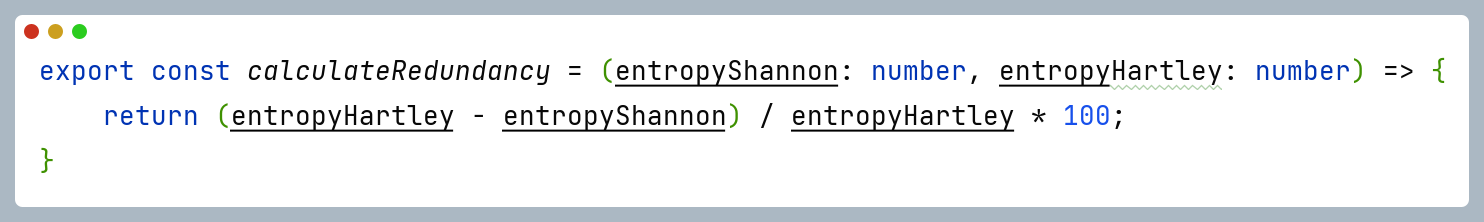 export const calculateRedundancy = (entropyShannon: number, entropyHartley: number) => {
    return (entropyHartley - entropyShannon) / entropyHartley * 100;
}